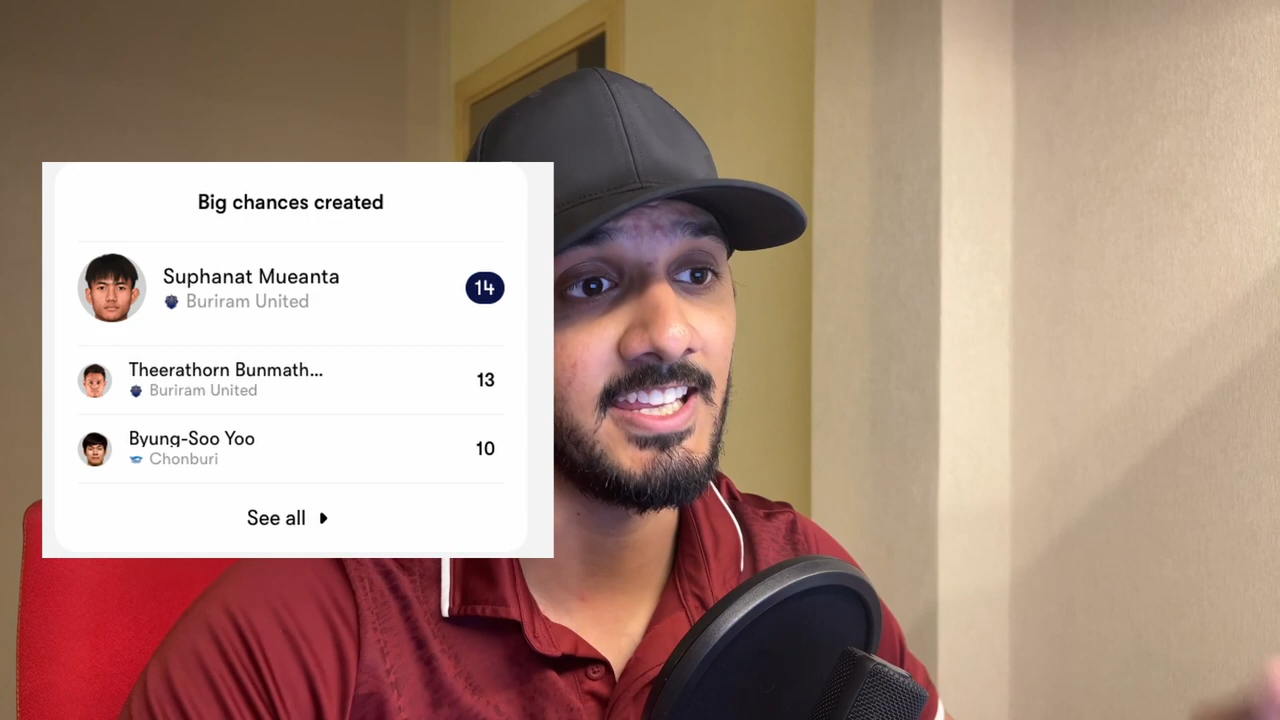 Big chances created
Suphanat Mueanta
14
Buriram United
Theerathorn Bunmath...
13
Buriram United
Byung-Soo Yoo
10
Chonburi
See all